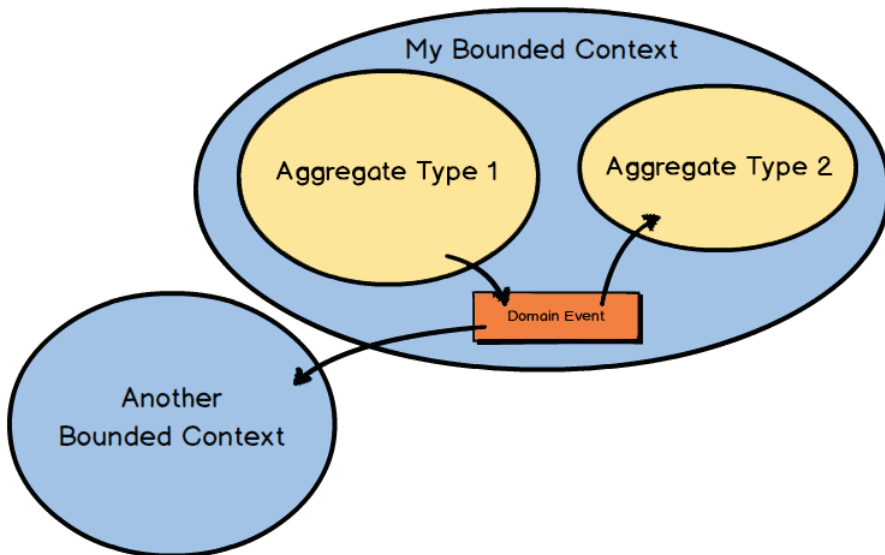 My Bounded Context
Aggregate Type 1
Aggregate Type 2
Domain Event
Another
Bounded Context